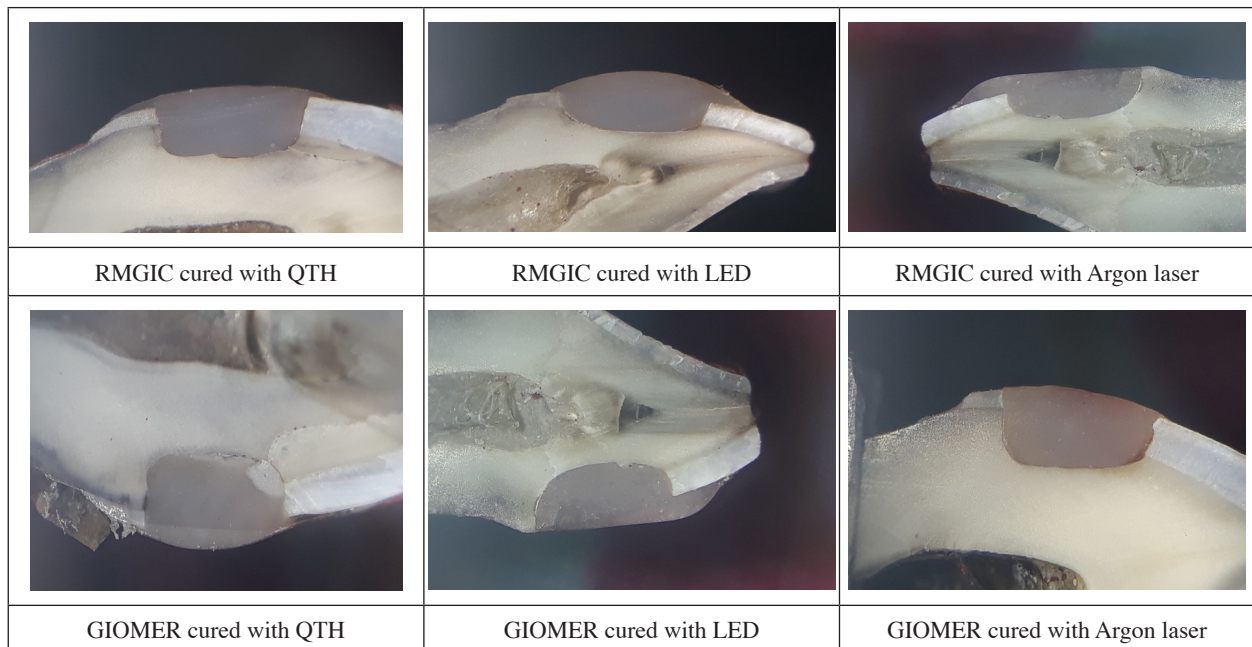 RMGIC cured with QTH
RMGIC cured with LED
RMGIC cured with Argon laser
GIOMER cured with QTH
GIOMER cured with LED
GIOMER cured with Argon laser